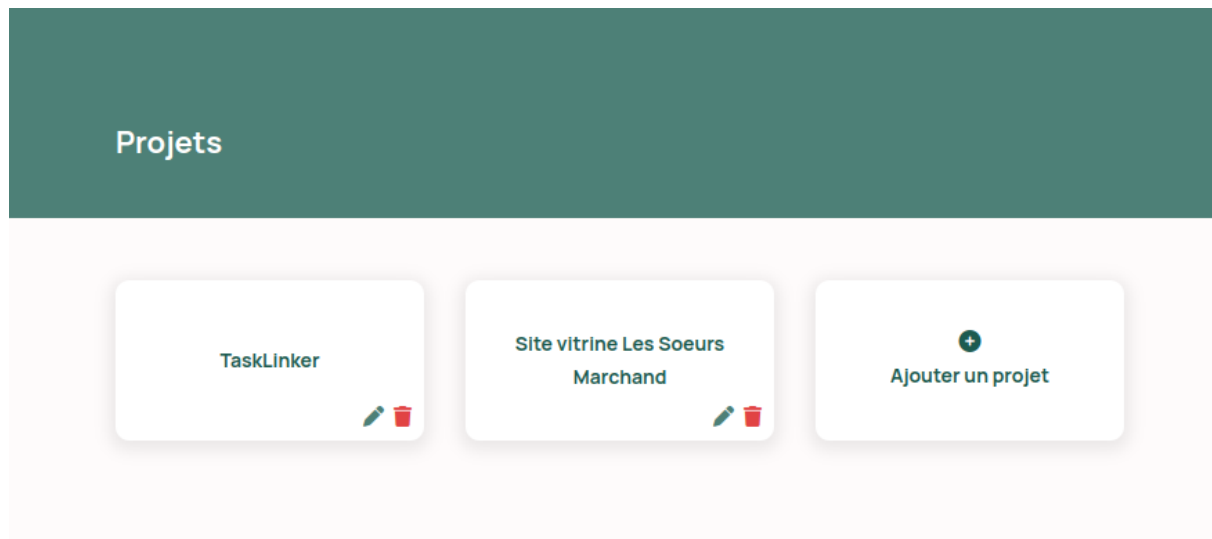 Projets
TaskLinker
Site vitrine Les Soeurs
Marchand
Ajouter un projet